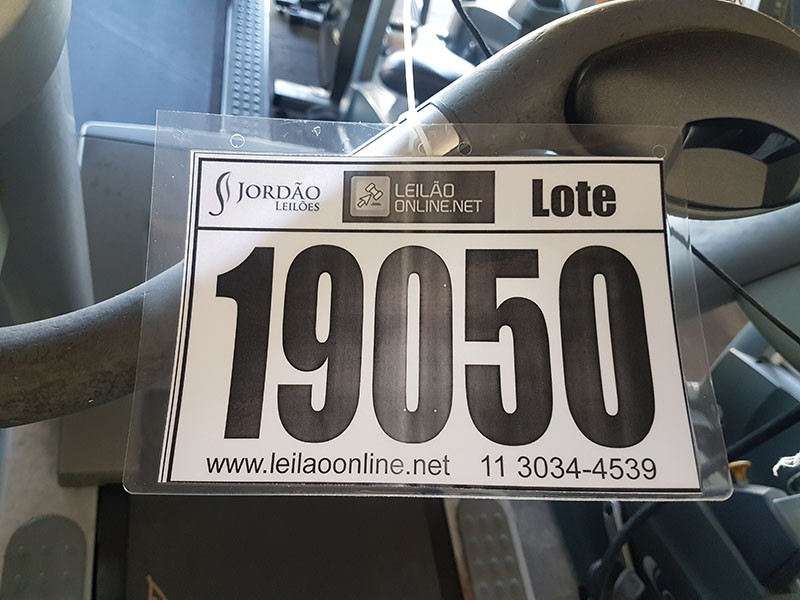 JORDÃO
LEILÕES
LEILÃO
ONLINE.NET
Lote
19050
www.leilaoonline.net 11 3034-4539